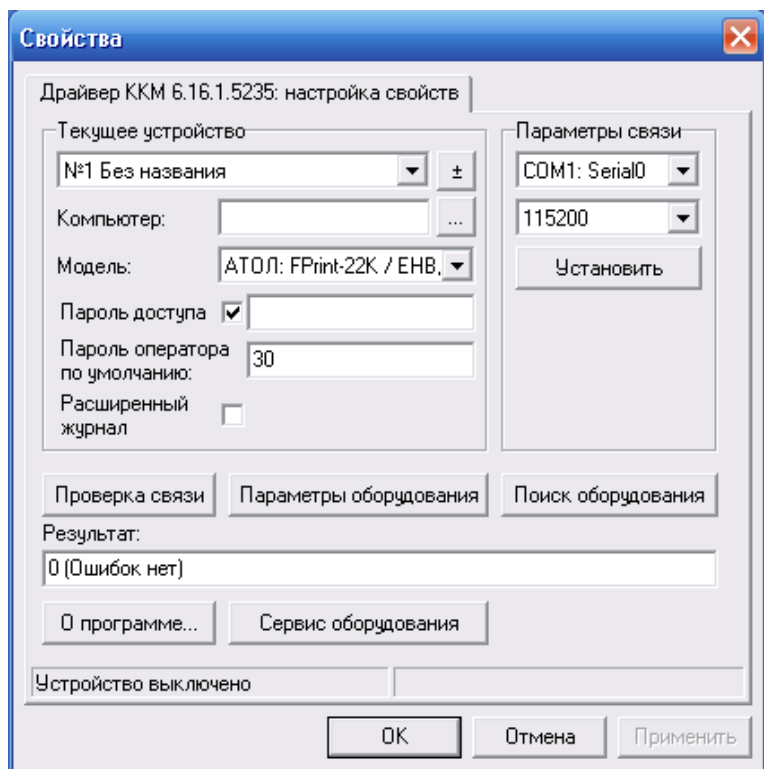 Свойства
Драйвер ККМ 6.16.1.5235: настройка свойств
Текущее устройство
№1 Без названия
±
Компьютер:
...
Модель:
АТОЛ: FPrint-22K / ЕНВ,
Пароль доступа
Пароль оператора
по умолчанию:
30
Расширенный
журнал
Параметры связи
COM1: Serial0
115200
Установить
Проверка связи
Параметры оборудования
Поиск оборудования
Результат:
0 (Ошибок нет)
О программе...
Сервис оборудования
Устройство выключено
OK
Отмена
Применить